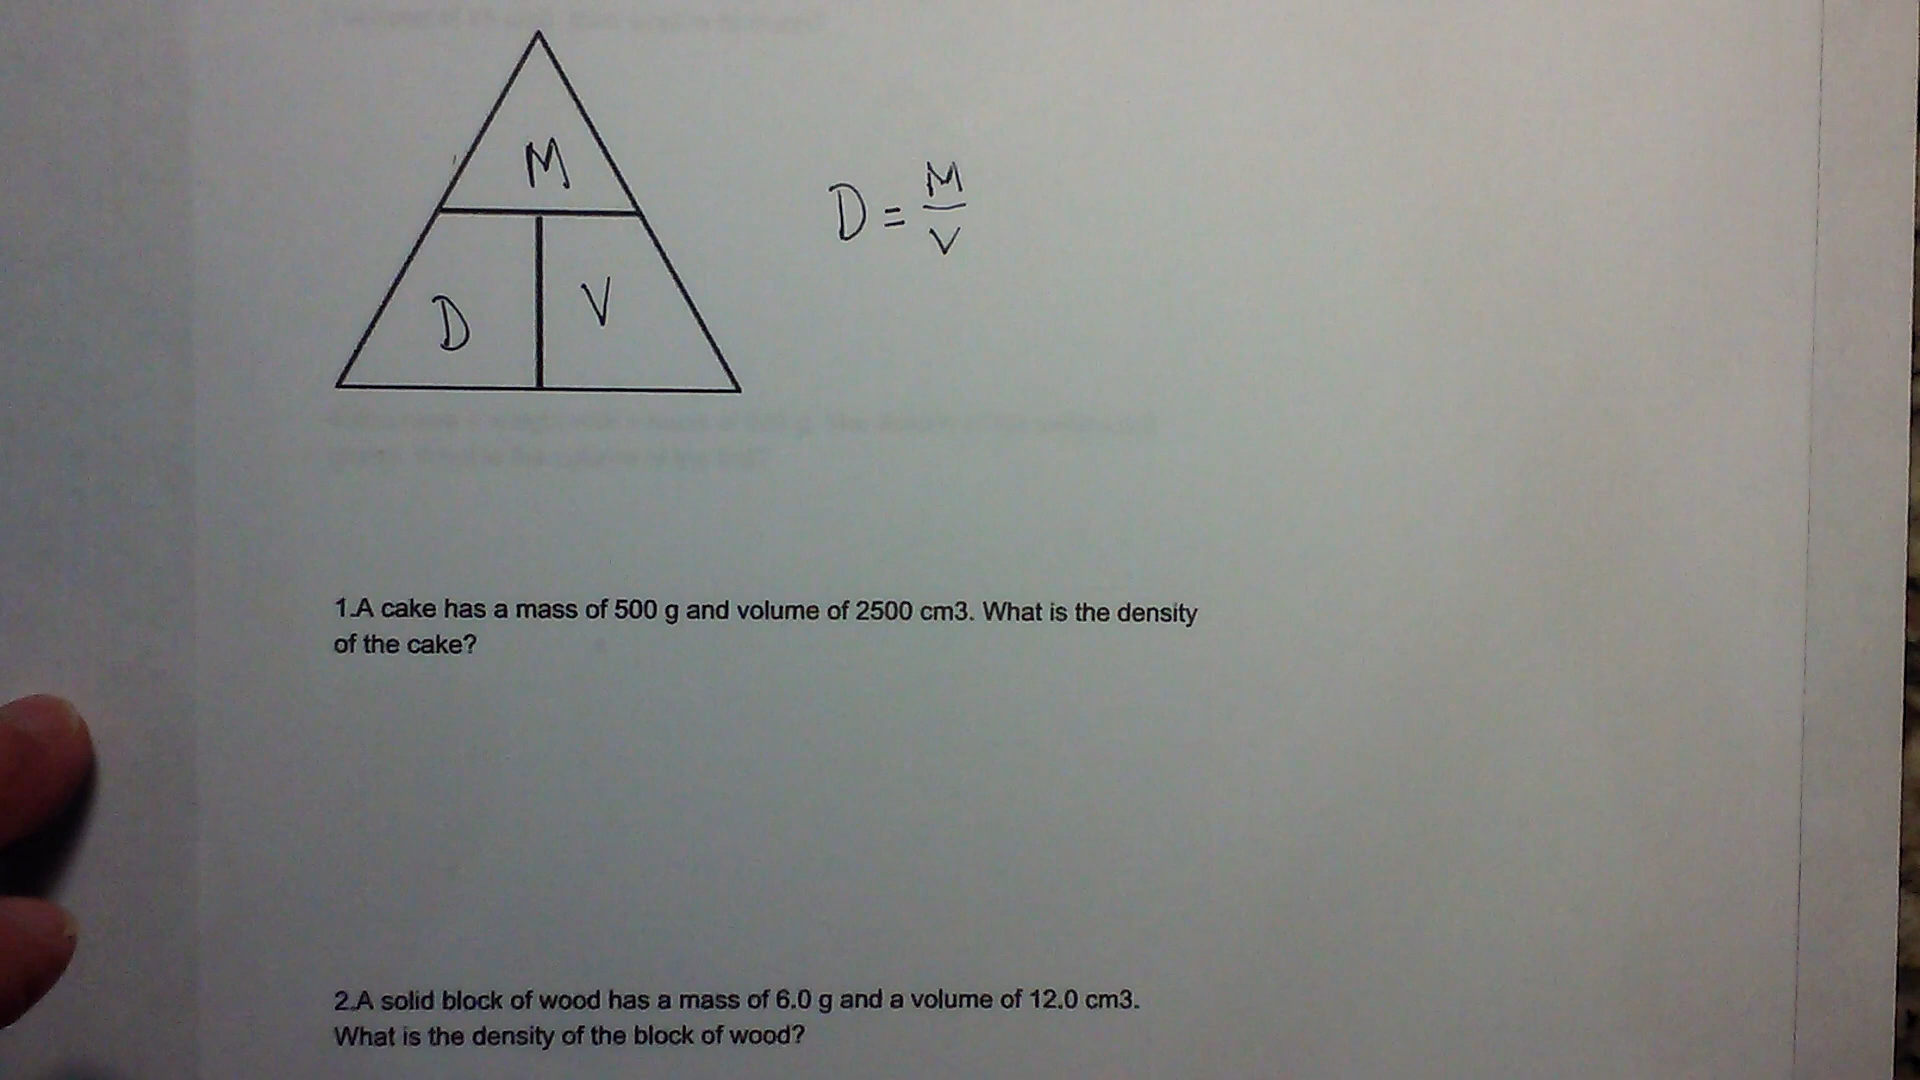 M
D = M
V
D V
1.A cake has a mass of 500 g and volume of 2500 cm3. What is the density
of the cake?
2.A solid block of wood has a mass of 6.0 g and a volume of 12.0 cm3.
What is the density of the block of wood?